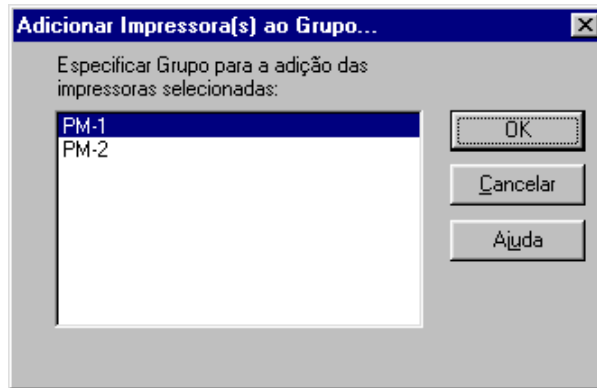 Adicionar Impressora(s) ao Grupo...
Especificar Grupo para a adição das
impressoras selecionadas:
PM-1
PM-2
OK
Cancelar
Ajuda